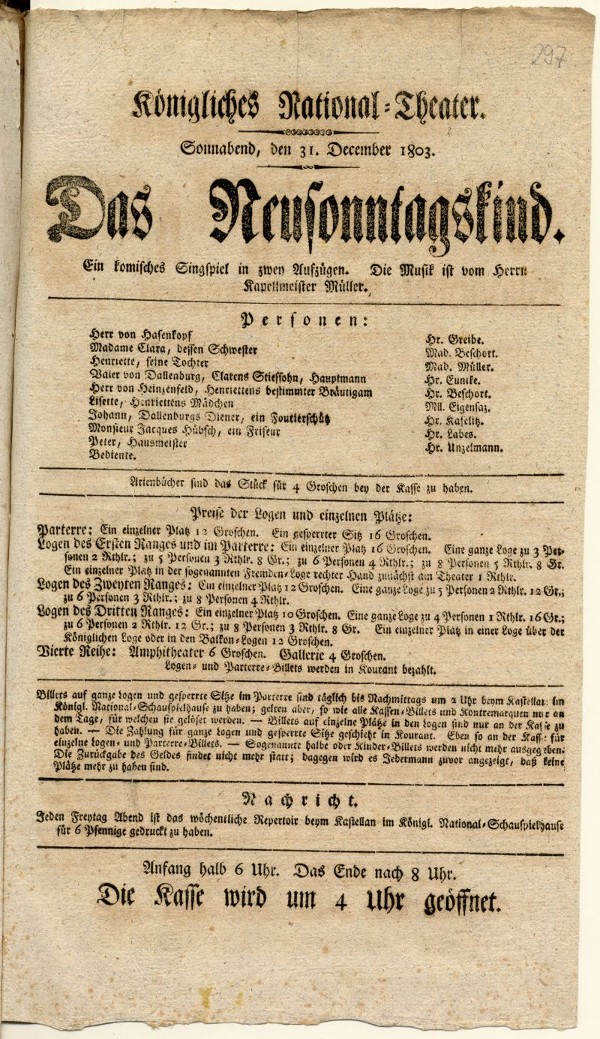 297
Königliches National-Theater.
Sonnabend, den 31. December 1803.
Das Neusonntagskind.
Ein komisches Singspiel in zwey Aufzügen. Die Musik ist vom Herrn
Kapellmeister Müller.
Personen:
Herr von Hasenkopf Hr. Greibe.
Madame Clara, dessen Schwester Mad. Beschort.
Henriette, seine Tochter Mad. Müller.
Baier von Dallenburg, Clarens Stiefsohn, Hauptmann Hr. Eunike.
Herr von Heinzenfeld, Henriettens bestimmter Bräutigam Hr. Beschort.
Lisette, Henriettens Mädchen Mll. Eigensaz.
Johann, Dallenburgs Diener, ein Fourierschütz Hr. Kaselitz.
Monsieur Jacques Hübsch, ein Friseur Hr. Labes.
Peter, Hausmeister Hr. Unzelmann.
Bediente.
Arienbücher sind das Stück für 4 Groschen bey der Kasse zu haben.
Preise der Logen und einzelnen Plätze:
Parterre: Ein einzelner Platz 12 Groschen. Ein gesperrter Sitz 16 Groschen.
Logen des Ersten Ranges und im Parterre: Ein einzelner Platz 16 Groschen. Eine ganze Loge zu 3 Per-
sonen 2 Rthlr.; zu 5 Personen 3 Rthlr. 8 Gr.; zu 6 Personen 4 Rthlr.; zu 8 Personen 5 Rthlr. 8 Gr.
Ein einzelner Platz in der sogenannten Fremden-Loge rechter Hand zunächst am Theater 1 Rthlr.
Logen des Zweyten Ranges: Ein einzelner Platz 12 Groschen. Eine ganze Loge zu 5 Personen 2 Rthlr. 12 Gr.;
zu 6 Personen 3 Rthlr.; zu 8 Personen 4 Rthlr.
Logen des Dritten Ranges: Ein einzelner Platz 10 Groschen. Eine ganze Loge zu 4 Personen 1 Rthlr. 16 Gr.;
zu 6 Personen 2 Rthlr. 12 Gr.; zu 8 Personen 3 Rthlr. 8 Gr. Ein einzelner Platz in einer Loge über der
Königlichen Loge oder in den Balkon-Logen 12 Groschen.
Vierte Reihe: Amphitheater 6 Groschen. Gallerie 4 Groschen.
Logen- und Parterre-Billets werden in Kourant bezahlt.
Billets auf ganze Logen und gesperrte Sitze im Parterre sind täglich bis Nachmittags um 2 Uhr beym Kastellan im
Königl. National-Schauspielhause zu haben; gelten aber, so wie alle Kassen-Billets und Kontremarquen nur an
dem Tage, für welchen sie gelöset werden. — Billets auf einzelne Plätze in den Logen sind nur an der Kasse zu
haben. — Die Zahlung für ganze Logen und gesperrte Sitze geschieht in Kourant. Eben so an der Kasse für
einzelne Logen- und Parterre-Billets. — Sogenannte halbe oder Kinder-Billets werden nicht mehr ausgegeben.
Die Zurückgabe des Geldes findet nicht mehr statt; dagegen wird es Jedermann zuvor angezeigt, daß keine
Plätze mehr zu haben sind.
Nachricht.
Jeden Freytag Abend ist das wöchentliche Repertoir beym Kastellan im Königl. National-Schauspielhause
für 6 Pfennige gedruckt zu haben.
Anfang halb 6 Uhr. Das Ende nach 8 Uhr.
Die Kasse wird um 4 Uhr geöffnet.